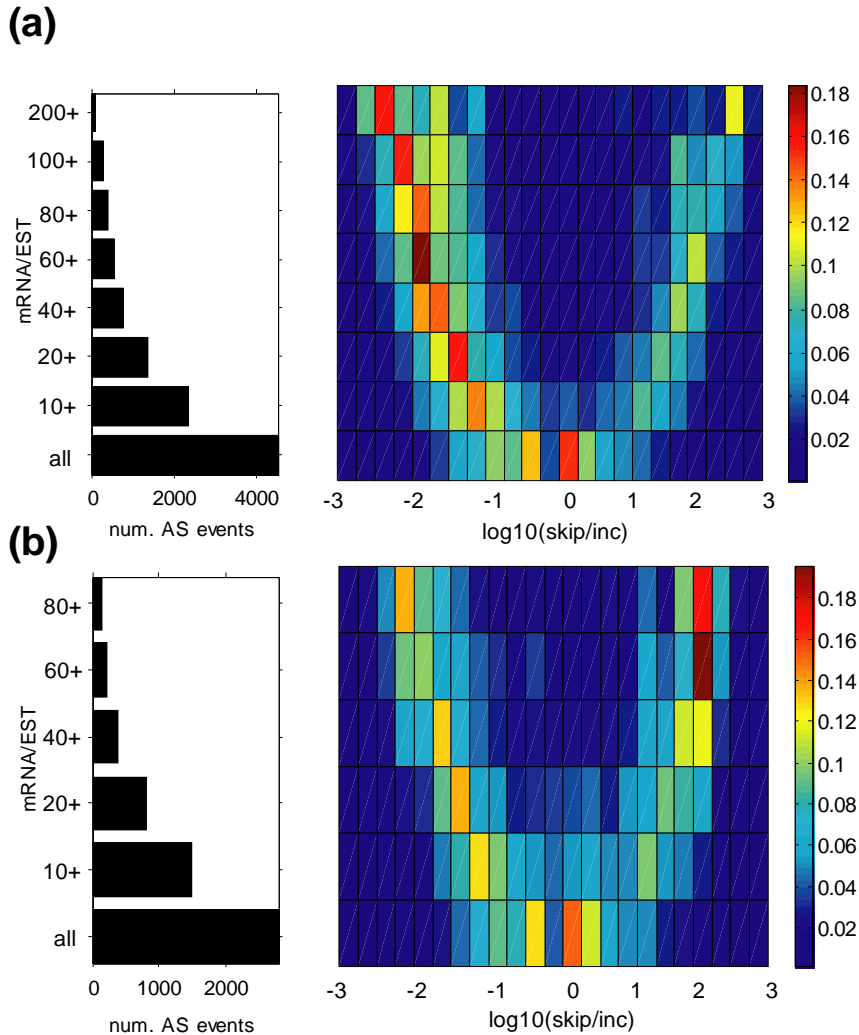 (a)
mRNA/EST
200+
100+
80+
60+
40+
20+
10+
all
0 2000 4000
num. AS events
-3 -2 -1 0 1 2 3
log10(skip/inc)
0.18
0.16
0.14
0.12
0.1
0.08
0.06
0.04
0.02
(b)
mRNA/EST
80+
60+
40+
20+
10+
all
0 1000 2000
num. AS events
-3 -2 -1 0 1 2 3
log10(skip/inc)
0.18
0.16
0.14
0.12
0.10
0.08
0.06
0.04
0.02